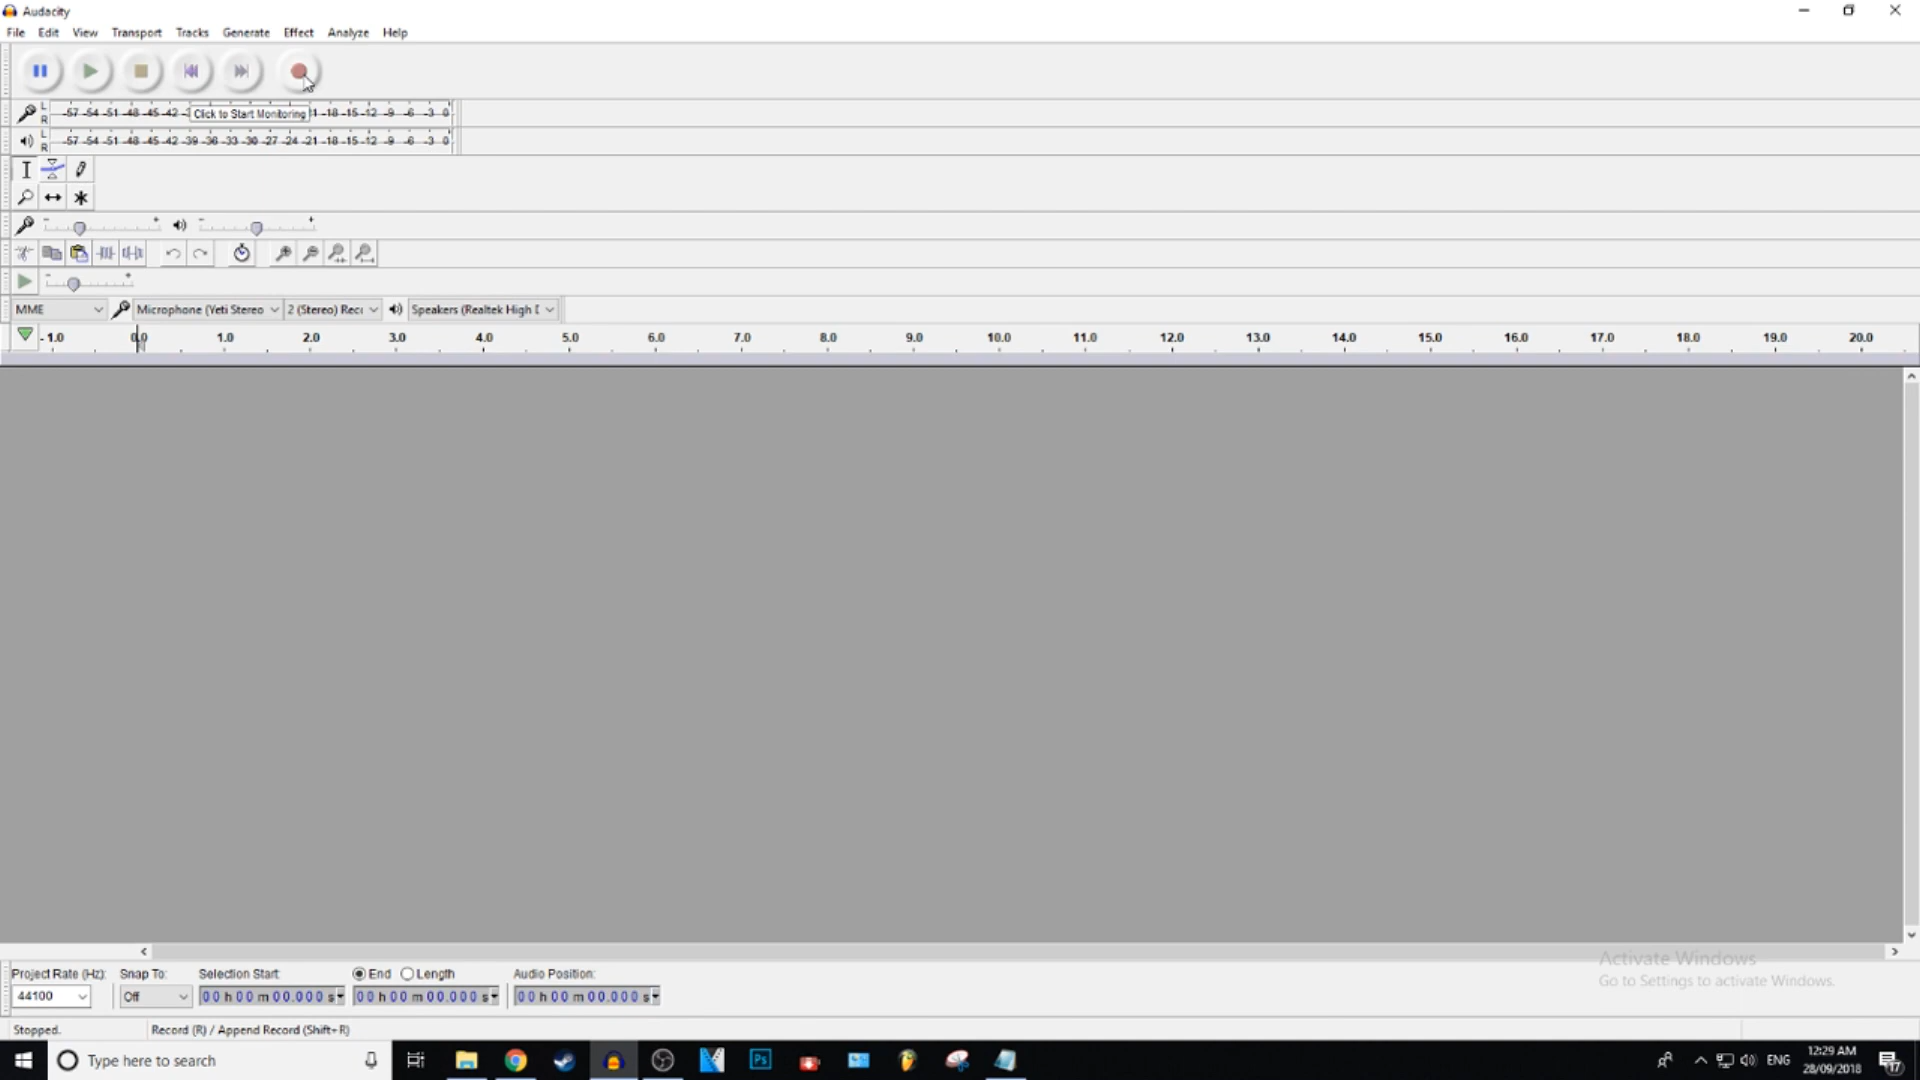 Audacity
File Edit View Transport Tracks Generate Effect Analyze Help
L
R
-57 -54 -51 -48 -45 -42 Click to Start Monitoring -18 -15 -12 -9 -6 -3 0
L
R
-57 -54 -51 -48 -45 -42 -39 -36 -33 -30 -27 -24 -21 -18 -15 -12 -9 -6 -3 0
- + - +
- +
MME Microphone (Yeti Stereo 2 (Stereo) Reco Speakers (Realtek High D
-1.0 0.0 1.0 2.0 3.0 4.0 5.0 6.0 7.0 8.0 9.0 10.0 11.0 12.0 13.0 14.0 15.0 16.0 17.0 18.0 19.0 20.0
Activate Windows
Go to Settings to activate Windows.
Project Rate (Hz): Snap To: Selection Start: End Length Audio Position:
44100 Off 00 h 00 m 00.000 s 00 h 00 m 00.000 s 00 h 00 m 00.000 s
Stopped. Record (R) / Append Record (Shift+R)
Type here to search Ps ENG 12:29 AM
28/09/2018 17